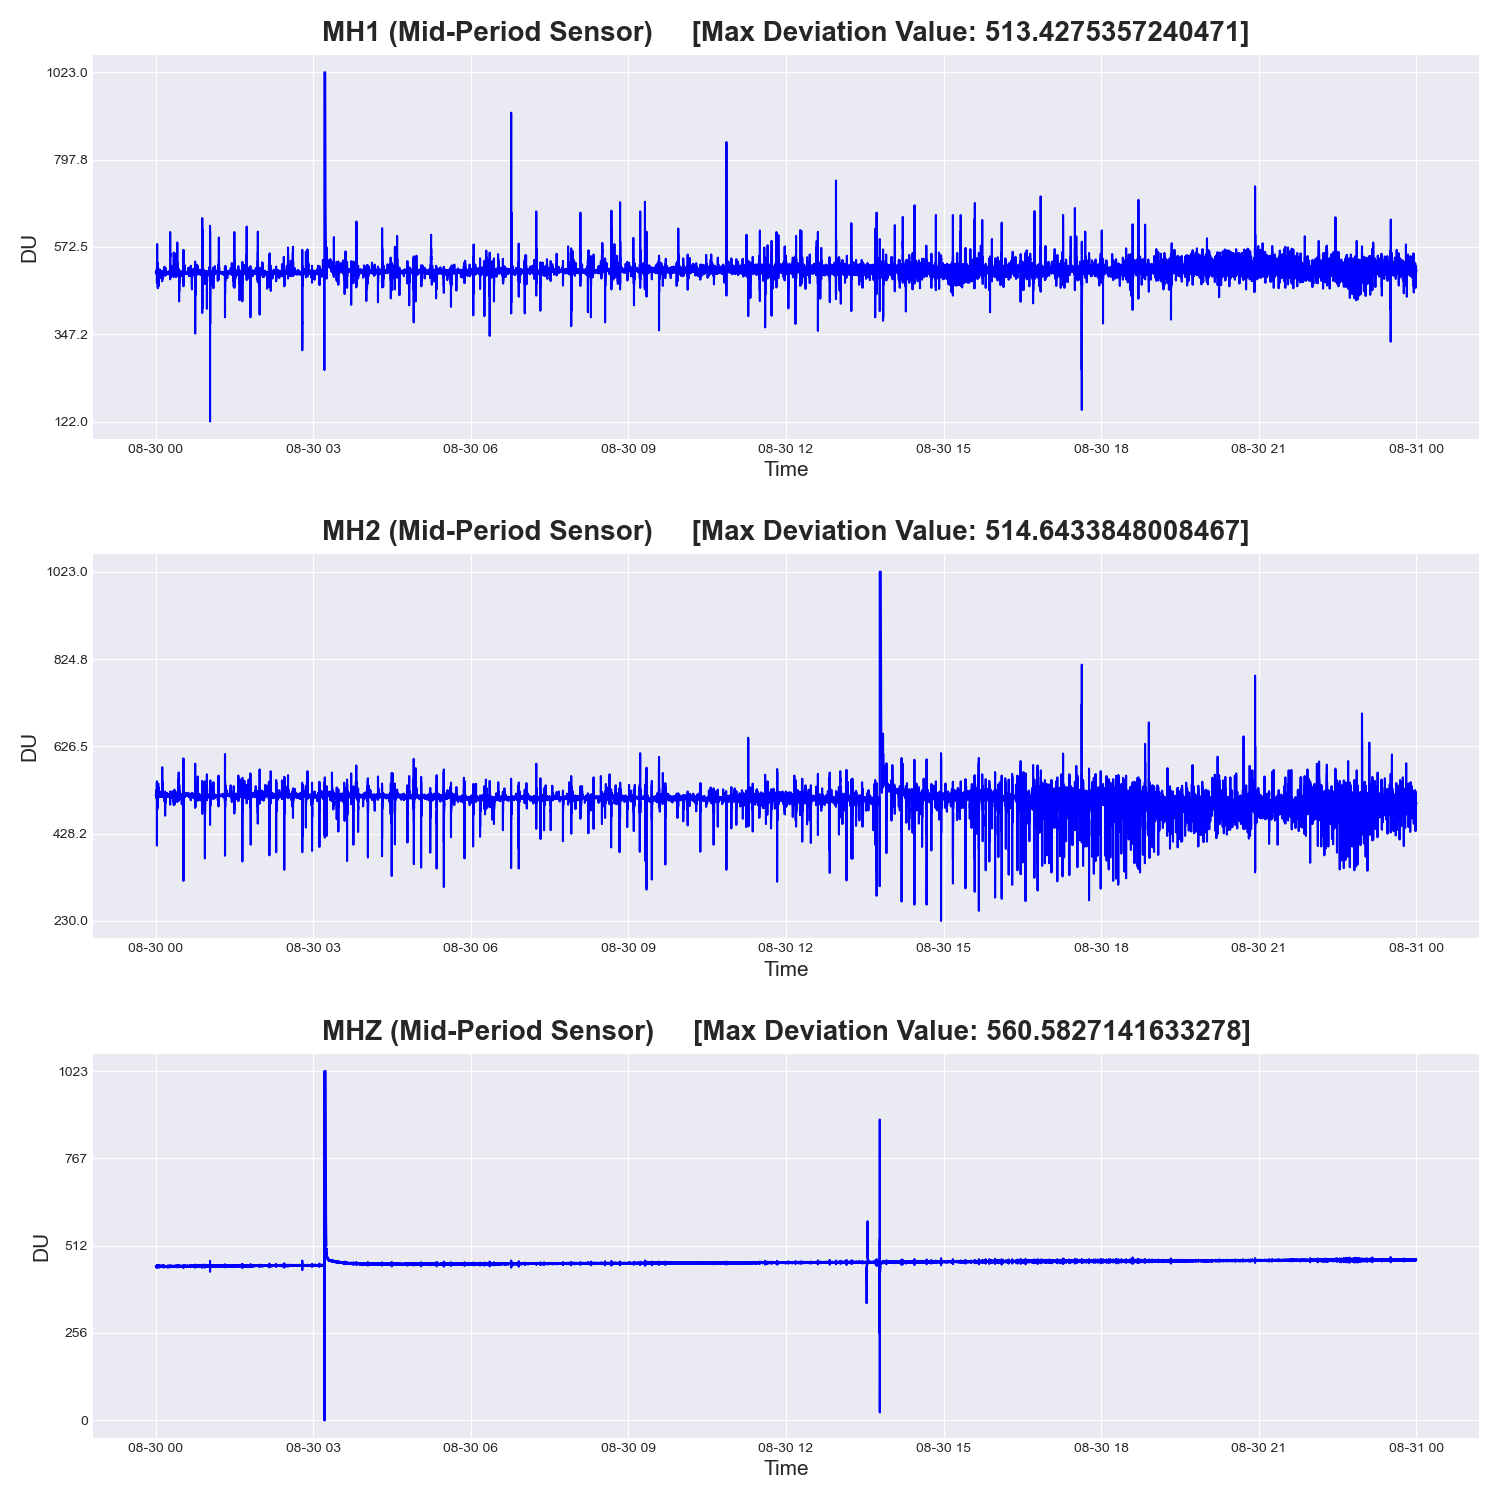 MH1 (Mid-Period Sensor) [Max Deviation Value: 513.4275357240471]
1023.0
797.8
572.5
347.2
122.0
DU
08-30 00 08-30 03 08-30 06 08-30 09 08-30 12 08-30 15 08-30 18 08-30 21 08-31 00
Time
MH2 (Mid-Period Sensor) [Max Deviation Value: 514.6433848008467]
1023.0
824.8
626.5
428.2
230.0
DU
08-30 00 08-30 03 08-30 06 08-30 09 08-30 12 08-30 15 08-30 18 08-30 21 08-31 00
Time
MHZ (Mid-Period Sensor) [Max Deviation Value: 560.5827141633278]
1023
767
512
256
0
DU
08-30 00 08-30 03 08-30 06 08-30 09 08-30 12 08-30 15 08-30 18 08-30 21 08-31 00
Time